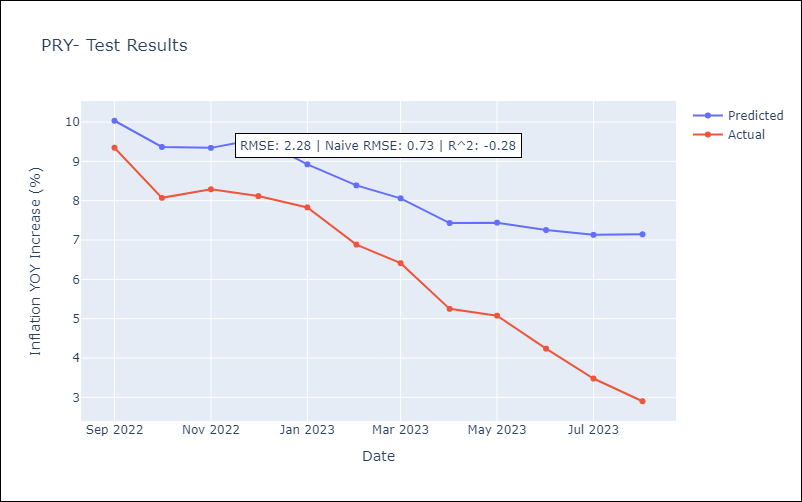 PRY- Test Results
RMSE: 2.28 | Naive RMSE: 0.73 | R^2: -0.28
Predicted
Actual
Inflation YOY Increase (%)
10
9
8
7
6
5
4
3
Sep 2022
Nov 2022
Jan 2023
Mar 2023
May 2023
Jul 2023
Date